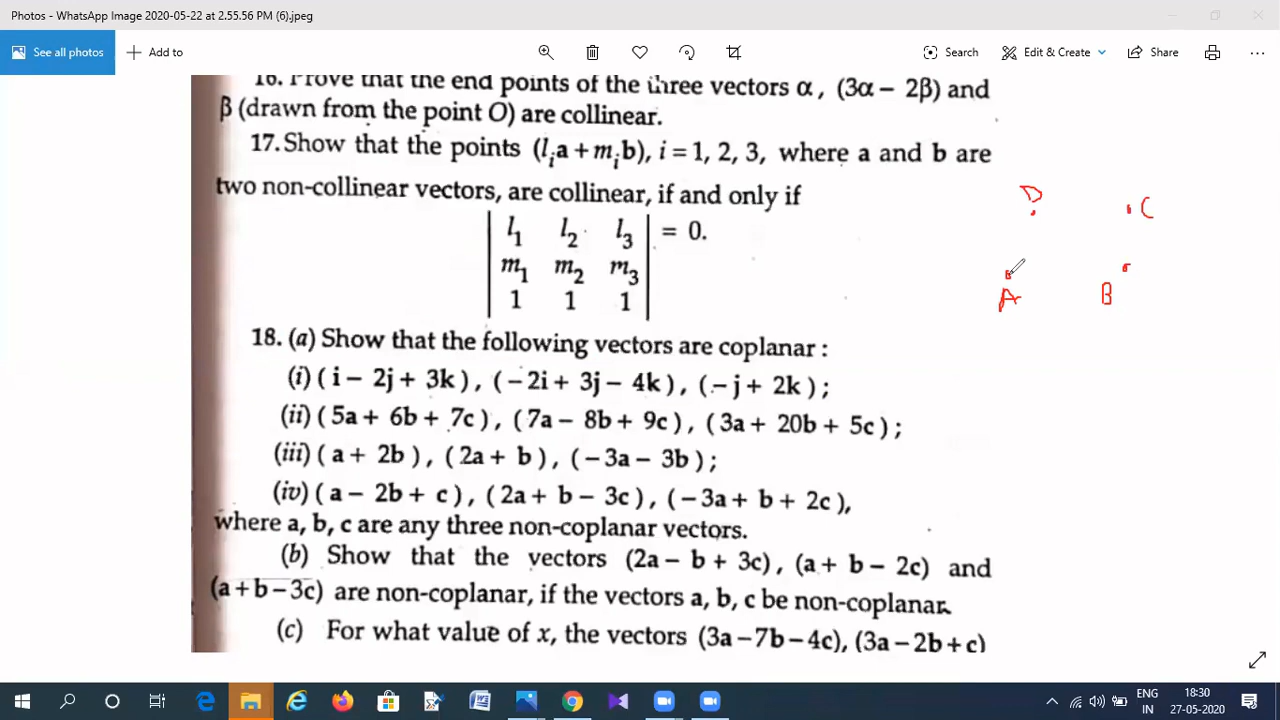 Photos - WhatsApp Image 2020-05-22 at 2.55.56 PM (6).jpeg
See all photos
Add to
Search
Edit & Create
Share
16. Prove that the end points of the three vectors α, (3α − 2β) and
β (drawn from the point O) are collinear.
17. Show that the points (lᵢa + mᵢb), i = 1, 2, 3, where a and b are
two non-collinear vectors, are collinear, if and only if
l₁ l₂ l₃ = 0.
m₁ m₂ m₃
1 1 1
D
C
A
B
18. (a) Show that the following vectors are coplanar :
(i) ( i − 2j + 3k ), ( − 2i + 3j − 4k ), ( − j + 2k ) ;
(ii) ( 5a + 6b + 7c ), ( 7a − 8b + 9c ), ( 3a + 20b + 5c ) ;
(iii) ( a + 2b ), ( 2a + b ), ( − 3a − 3b ) ;
(iv) ( a − 2b + c ), ( 2a + b − 3c ), ( − 3a + b + 2c ),
where a, b, c are any three non-coplanar vectors.
(b) Show that the vectors (2a − b + 3c), (a + b − 2c) and
(a + b − 3c) are non-coplanar, if the vectors a, b, c be non-coplanar.
(c) For what value of x, the vectors (3a − 7b − 4c), (3a − 2b + c)
ENG
IN
18:30
27-05-2020